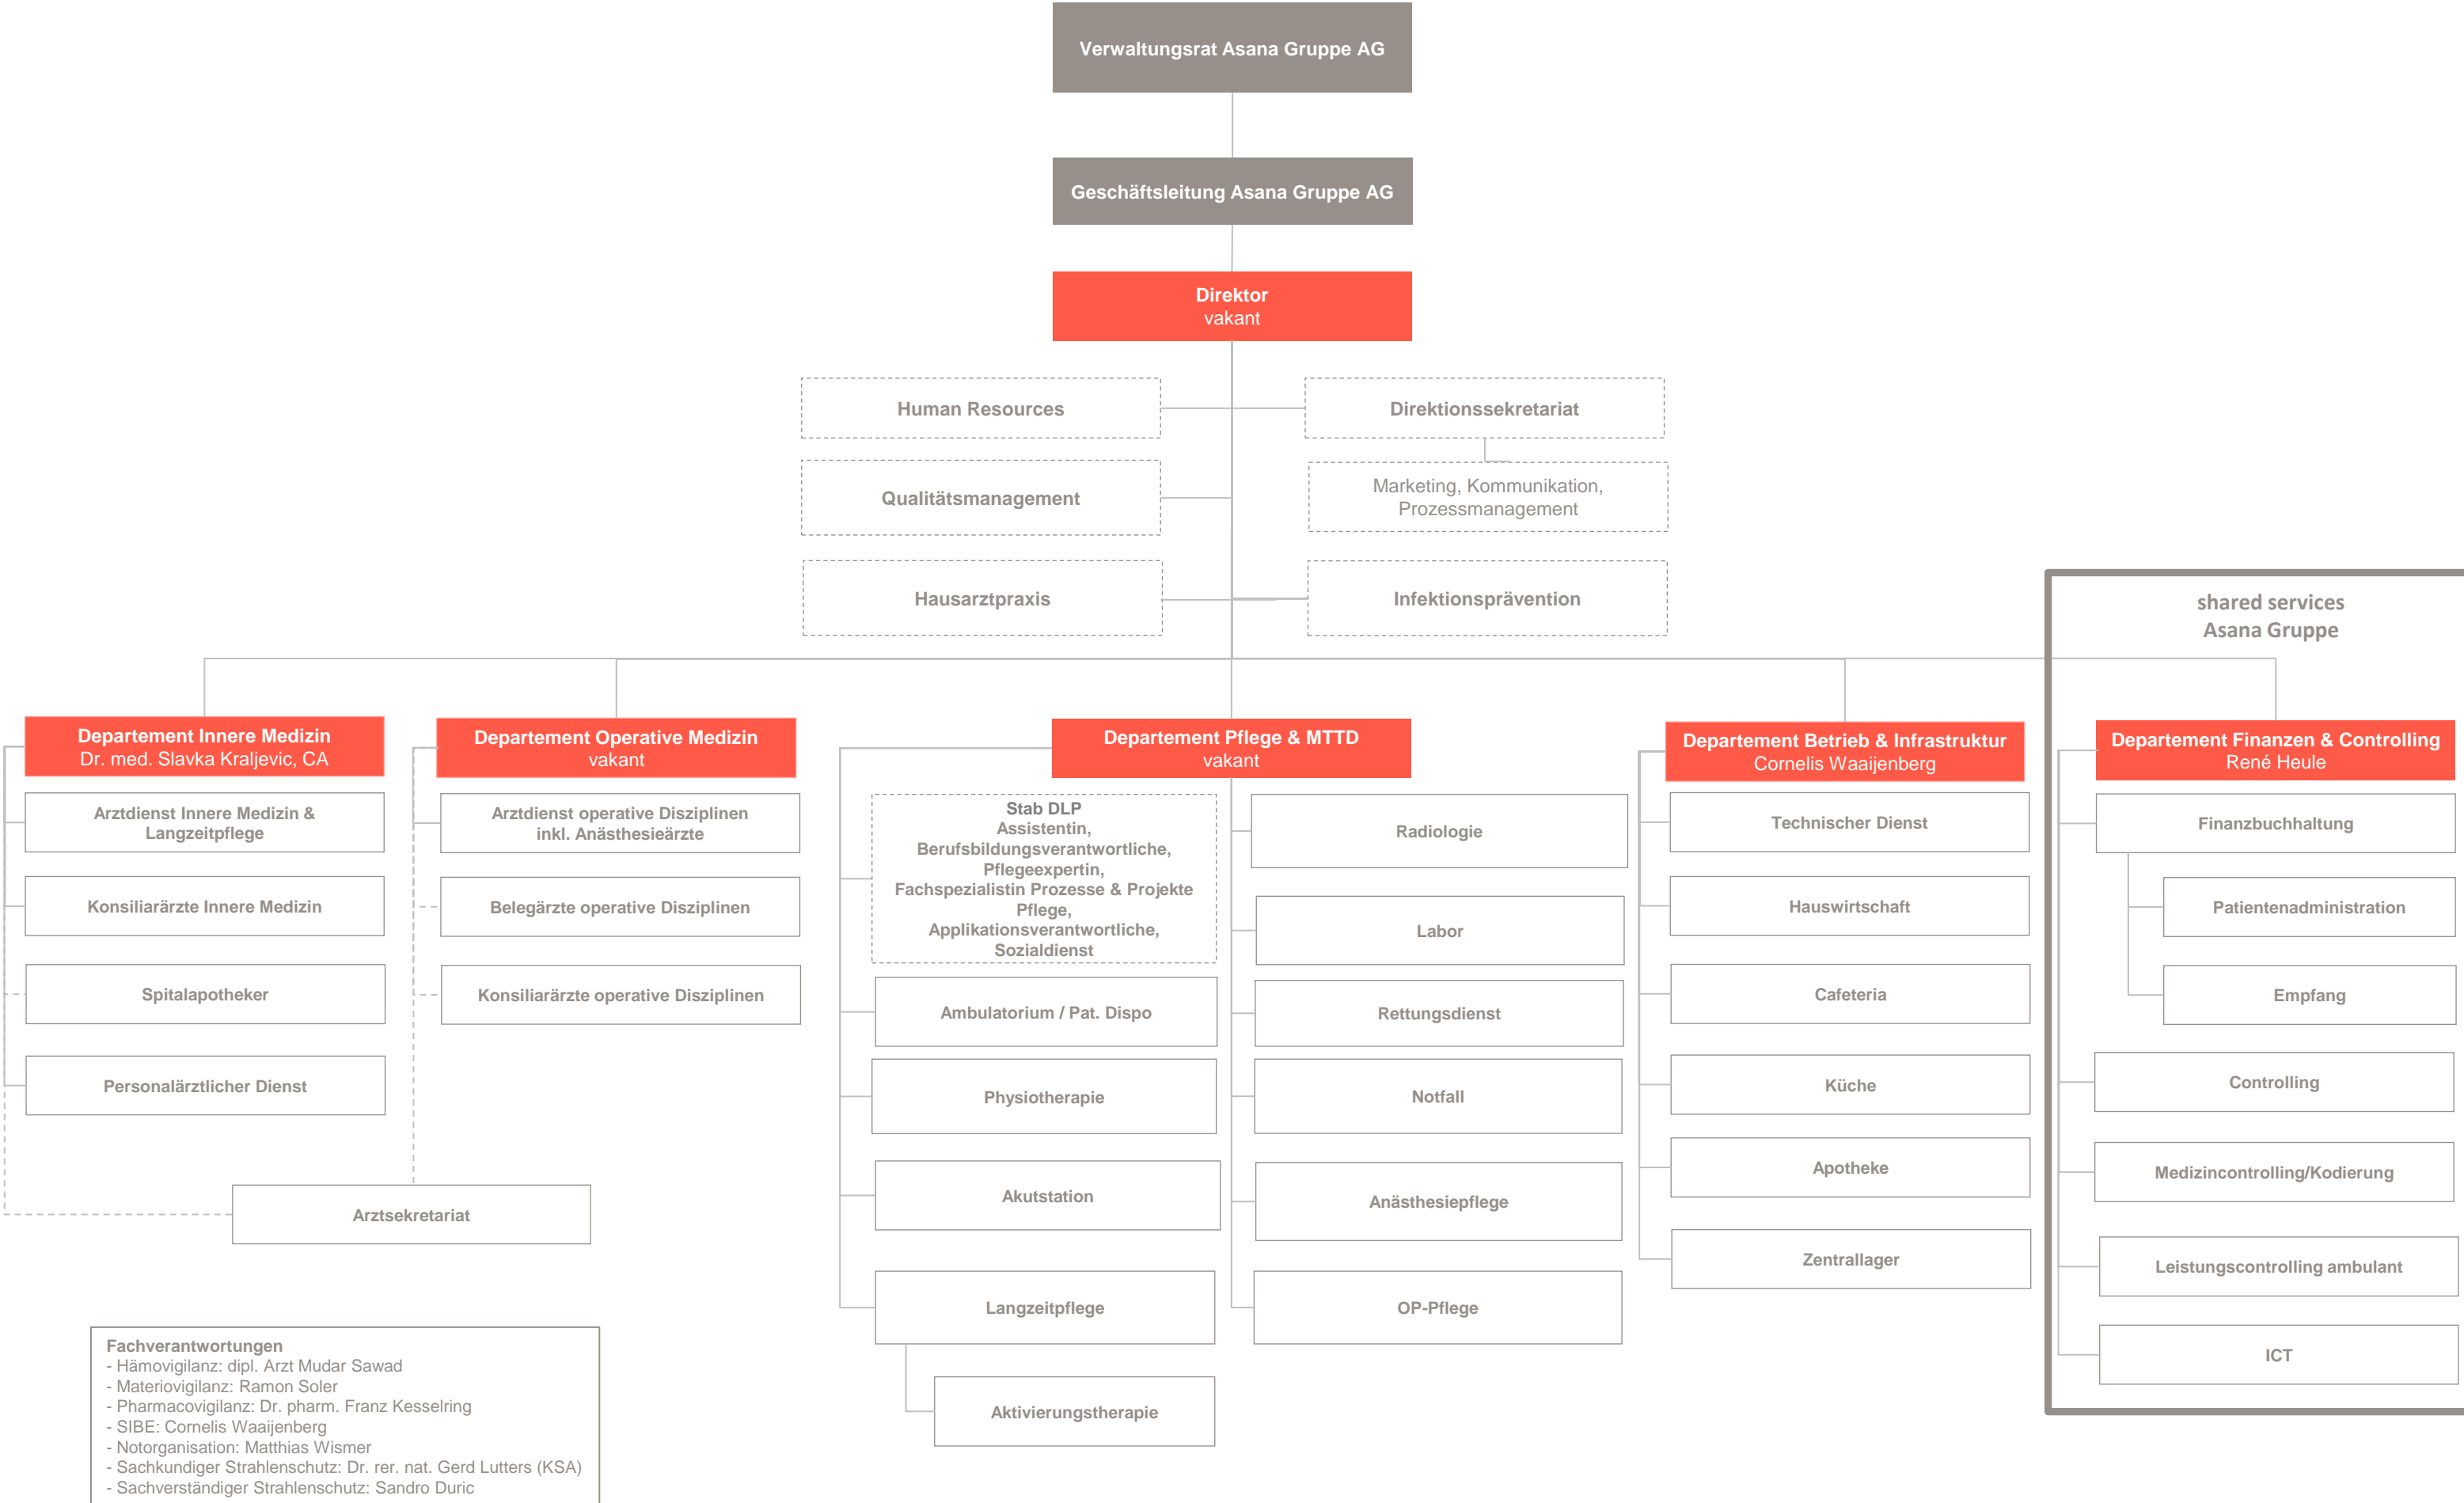 Verwaltungsrat Asana Gruppe AG
Geschäftsleitung Asana Gruppe AG
Direktor
vakant
Human Resources
Direktionssekretariat
Qualitätsmanagement
Marketing, Kommunikation,
Prozessmanagement
Hausarztpraxis
Infektionsprävention
shared services
Asana Gruppe
Departement Innere Medizin
Dr. med. Slavka Kraljevic, CA
Arztdienst Innere Medizin &
Langzeitpflege
Konsiliarärzte Innere Medizin
Spitalapotheker
Personalärztlicher Dienst
Departement Operative Medizin
vakant
Arztdienst operative Disziplinen
inkl. Anästhesieärzte
Belegärzte operative Disziplinen
Konsiliarärzte operative Disziplinen
Arztsekretariat
Departement Pflege & MTTD
vakant
Stab DLP
Assistentin,
Berufsbildungsverantwortliche,
Pflegeexpertin,
Fachspezialistin Prozesse & Projekte
Pflege,
Applikationsverantwortliche,
Sozialdienst
Ambulatorium / Pat. Dispo
Physiotherapie
Akutstation
Langzeitpflege
Aktivierungstherapie
Radiologie
Labor
Rettungsdienst
Notfall
Anästhesiepflege
OP-Pflege
Departement Betrieb & Infrastruktur
Cornelis Waaijenberg
Technischer Dienst
Hauswirtschaft
Cafeteria
Küche
Apotheke
Zentrallager
Departement Finanzen & Controlling
René Heule
Finanzbuchhaltung
Patientenadministration
Empfang
Controlling
Medizincontrolling/Kodierung
Leistungscontrolling ambulant
ICT
Fachverantwortungen
- Hämovigilanz: dipl. Arzt Mudar Sawad
- Materiovigilanz: Ramon Soler
- Pharmacovigilanz: Dr. pharm. Franz Kesselring
- SIBE: Cornelis Waaijenberg
- Notorganisation: Matthias Wismer
- Sachkundiger Strahlenschutz: Dr. rer. nat. Gerd Lutters (KSA)
- Sachverständiger Strahlenschutz: Sandro Duric